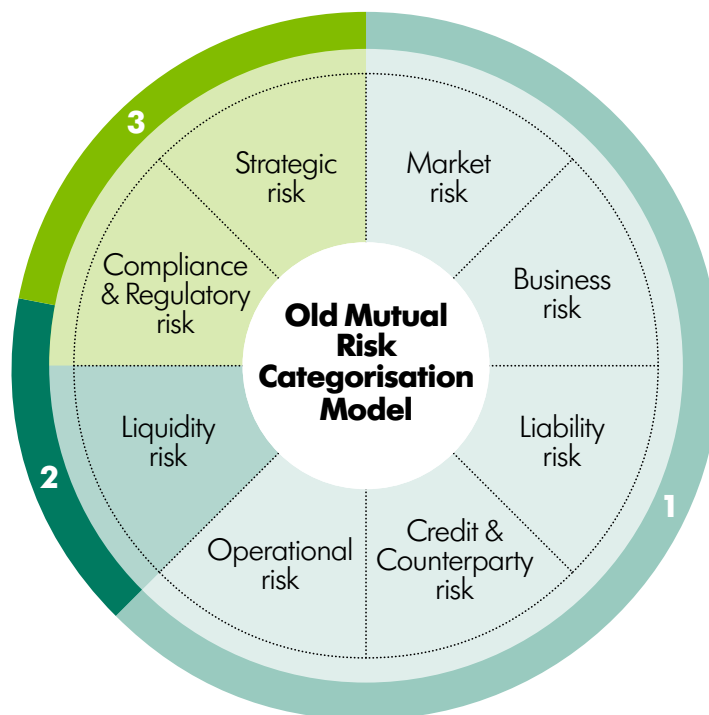 3
Strategic
risk
Market
risk
Compliance
& Regulatory
risk
Business
risk
Old Mutual
Risk
Categorisation
Model
Liquidity
risk
Liability
risk
2
1
Operational
risk
Credit &
Counterparty
risk